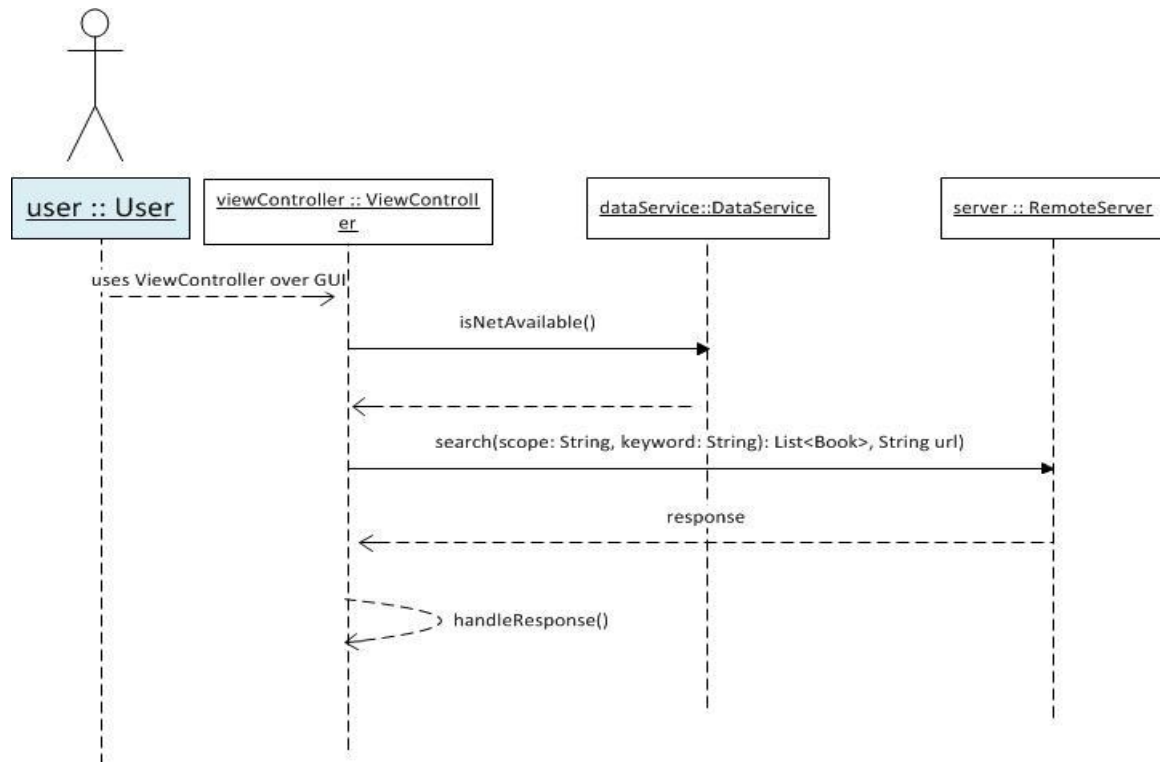 user :: User
viewController :: ViewControll
er
dataService::DataService
server :: RemoteServer
uses ViewController over GUI
isNetAvailable()
search(scope: String, keyword: String): List<Book>, String url)
response
handleResponse()